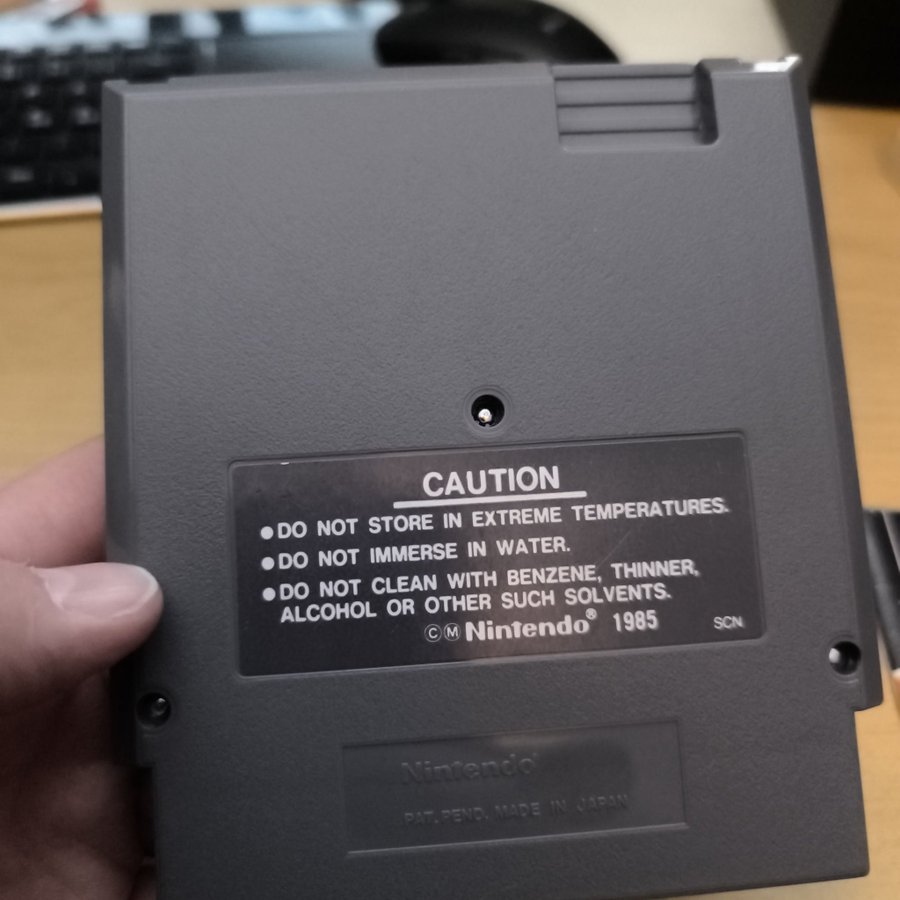 CAUTION
●DO NOT STORE IN EXTREME TEMPERATURES.
●DO NOT IMMERSE IN WATER.
●DO NOT CLEAN WITH BENZENE, THINNER,
ALCOHOL OR OTHER SUCH SOLVENTS.
ⒸⓂNintendo® 1985 SCN
Nintendo®
PAT. PEND. MADE IN JAPAN